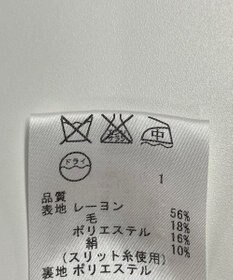 中
ドライ
1
品質
表地 レーヨン 56%
毛 18%
ポリエステル 16%
絹 10%
(スリット糸使用)
裏地 ポリエステル